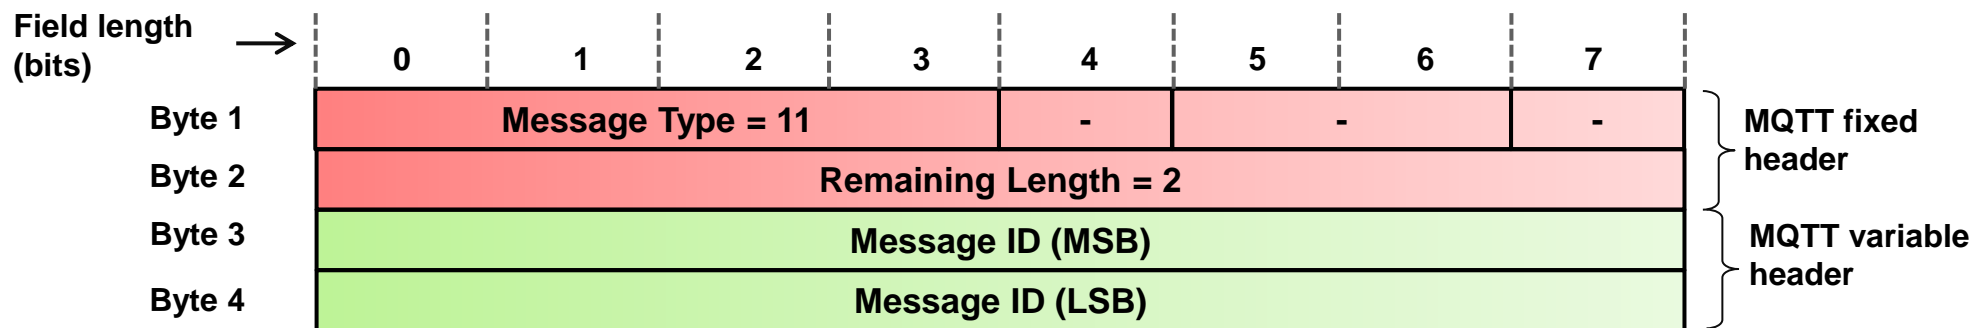 Field length
(bits)
0 1 2 3 4 5 6 7
Byte 1 Message Type = 11 - - - MQTT fixed
header
Byte 2 Remaining Length = 2
Byte 3 Message ID (MSB) MQTT variable
header
Byte 4 Message ID (LSB)